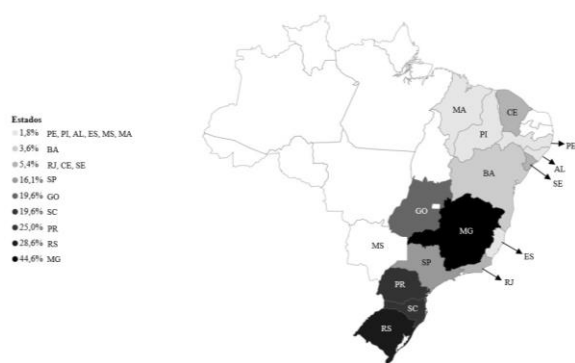 Estados
1,8% PE, PI, AL, ES, MS, MA
3,6% BA
5,4% RJ, CE, SE
16,1% SP
19,6% GO
19,6% SC
25,0% PR
28,6% RS
44,6% MG
MA
CE
PI
PE
AL
SE
BA
GO
MG
MS
ES
SP
RJ
PR
SC
RS